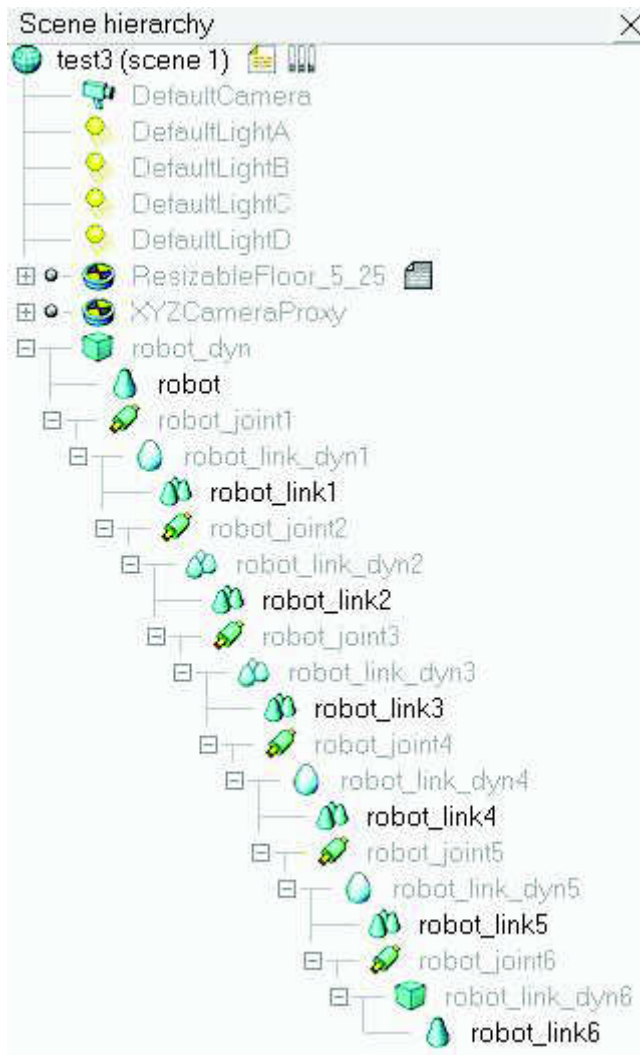 Scene hierarchy
test3 (scene 1)
DefaultCamera
DefaultLightA
DefaultLightB
DefaultLightC
DefaultLightD
ResizableFloor_5_25
XYZCameraProxy
robot_dyn
robot
robot_joint1
robot_link_dyn1
robot_link1
robot_joint2
robot_link_dyn2
robot_link2
robot_joint3
robot_link_dyn3
robot_link3
robot_joint4
robot_link_dyn4
robot_link4
robot_joint5
robot_link_dyn5
robot_link5
robot_joint6
robot_link_dyn6
robot_link6